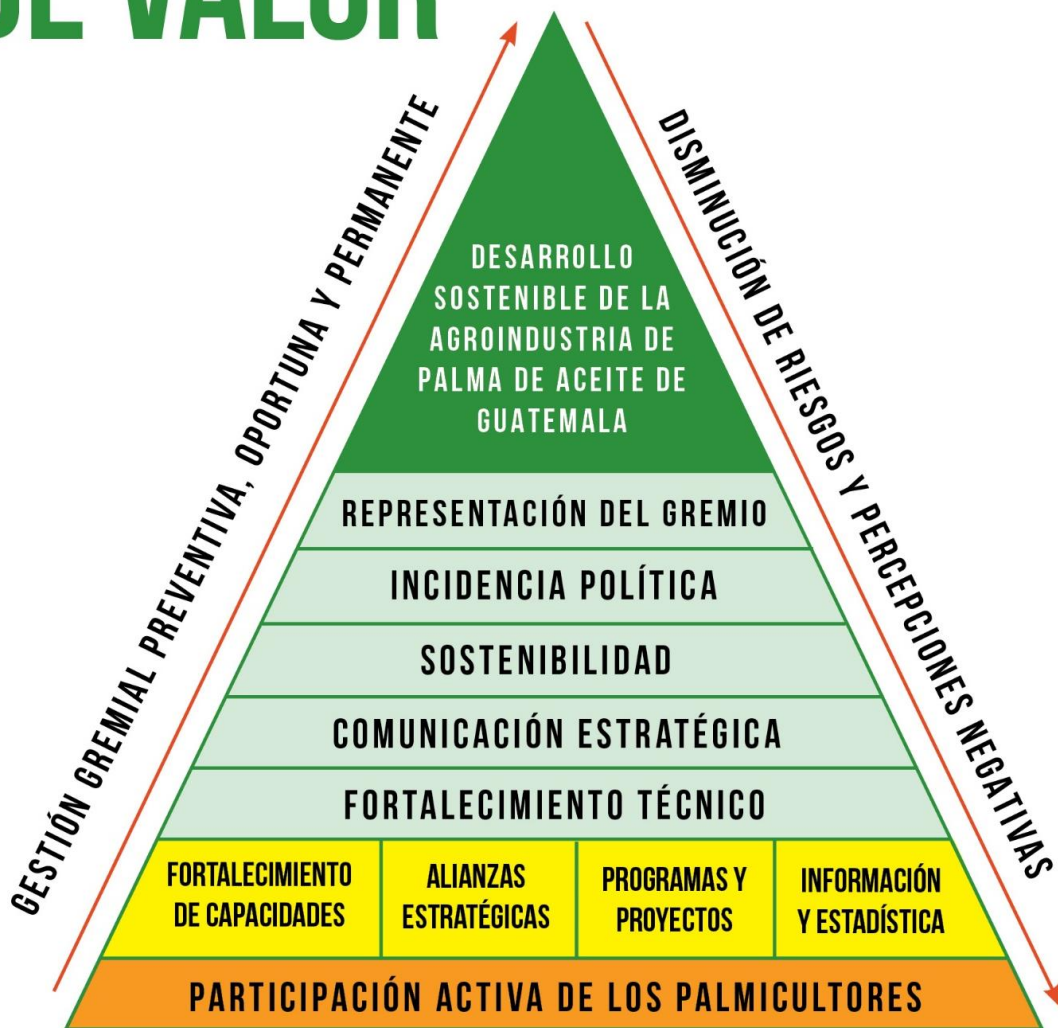 DE VALOR
GESTIÓN GREMIAL PREVENTIVA, OPORTUNA Y PERMANENTE
DISMINUCIÓN DE RIESGOS Y PERCEPCIONES NEGATIVAS
DESARROLLO
SOSTENIBLE DE LA
AGROINDUSTRIA DE
PALMA DE ACEITE DE
GUATEMALA
REPRESENTACIÓN DEL GREMIO
INCIDENCIA POLÍTICA
SOSTENIBILIDAD
COMUNICACIÓN ESTRATÉGICA
FORTALECIMIENTO TÉCNICO
FORTALECIMIENTO
DE CAPACIDADES
ALIANZAS
ESTRATÉGICAS
PROGRAMAS Y
PROYECTOS
INFORMACIÓN
Y ESTADÍSTICA
PARTICIPACIÓN ACTIVA DE LOS PALMICULTORES